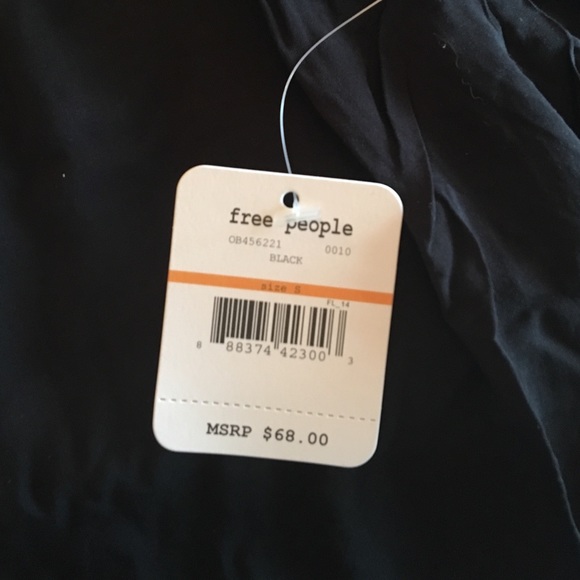 free people
OB456221 0010
BLACK
size S
FL_14
8 88374 42300 3
MSRP $68.00